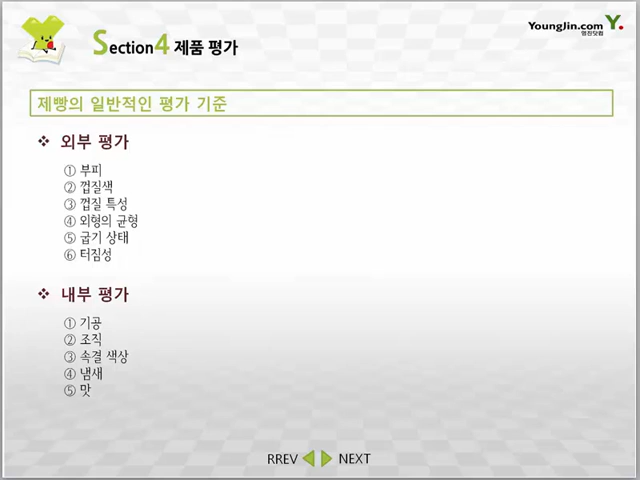 Section4 제품 평가
YoungJin.com Y.
영진닷컴
제빵의 일반적인 평가 기준
❖ 외부 평가
① 부피
② 껍질색
③ 껍질 특성
④ 외형의 균형
⑤ 굽기 상태
⑥ 터짐성
❖ 내부 평가
① 기공
② 조직
③ 속결 색상
④ 냄새
⑤ 맛
RREV NEXT